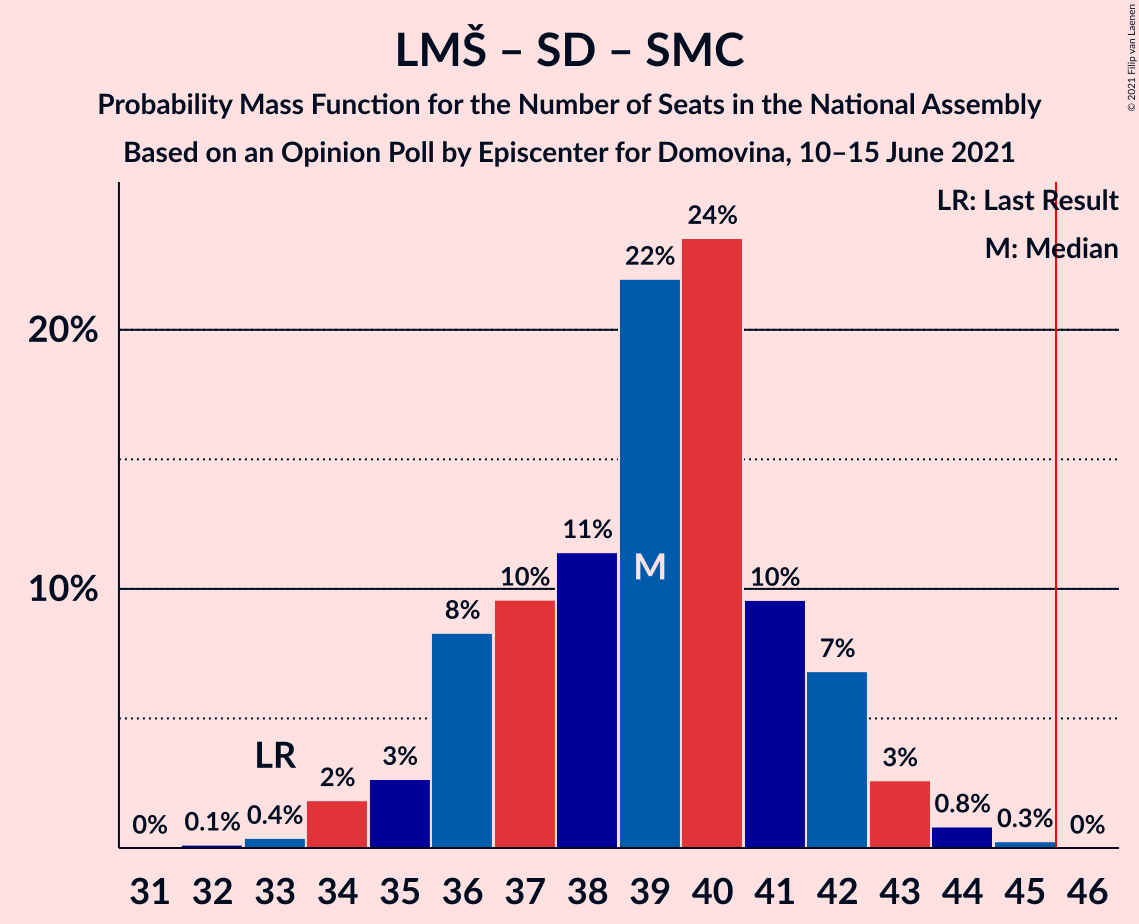 LMŠ – SD – SMC
Probability Mass Function for the Number of Seats in the National Assembly
Based on an Opinion Poll by Episcenter for Domovina, 10–15 June 2021
© 2021 Filip van Laenen
LR: Last Result
M: Median
20%
10%
0%
0.1%
0.4%
LR
2%
3%
8%
10%
11%
22%
M
24%
10%
7%
3%
0.8%
0.3%
0%
31 32 33 34 35 36 37 38 39 40 41 42 43 44 45 46